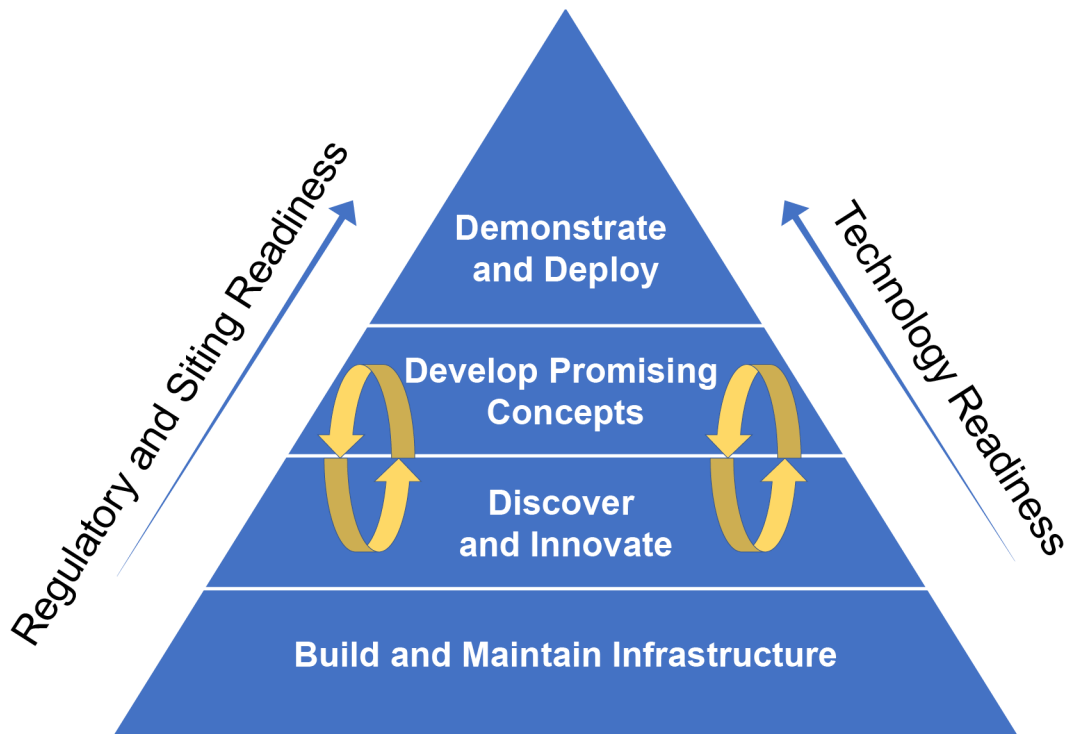 Regulatory and Siting Readiness
Technology Readiness
Demonstrate
and Deploy
Develop Promising
Concepts
Discover
and Innovate
Build and Maintain Infrastructure